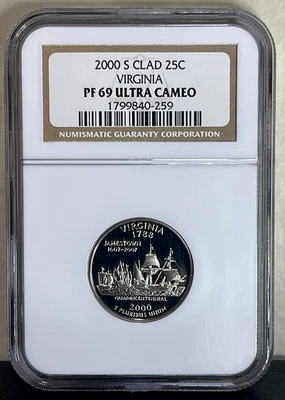 2000 S CLAD 25C
VIRGINIA
PF 69 ULTRA CAMEO
1799840-259
NUMISMATIC GUARANTY CORPORATION
VIRGINIA
1788
JAMESTOWN
1607-2007
QUADRICENTENNIAL
2000
E PLURIBUS UNUM